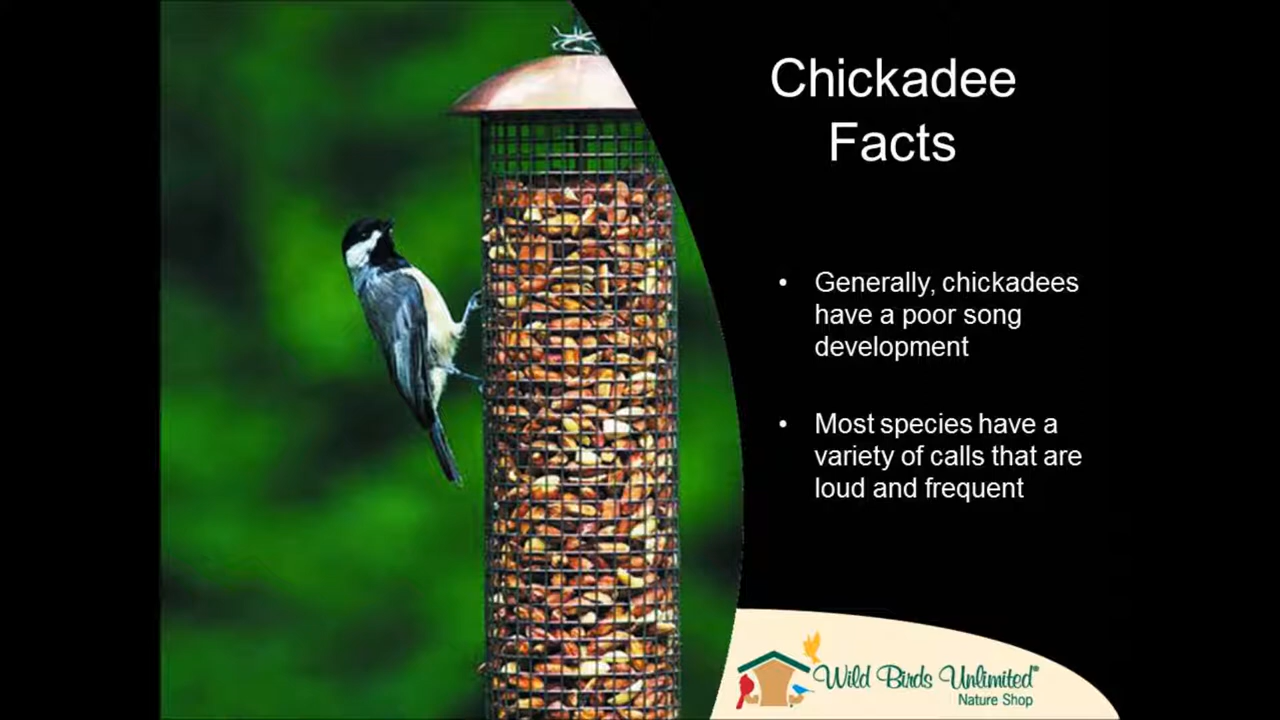 Chickadee
Facts
• Generally, chickadees
have a poor song
development
• Most species have a
variety of calls that are
loud and frequent
Wild Birds Unlimited®
Nature Shop